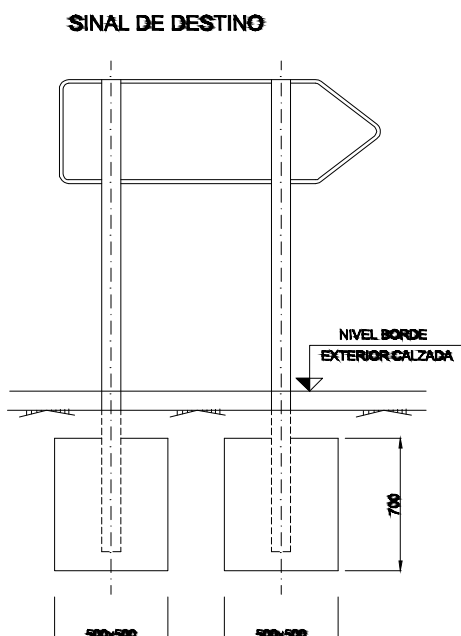 SINAL DE DESTINO
NIVEL BORDE
EXTERIOR CALZADA
700
500x500 500x500